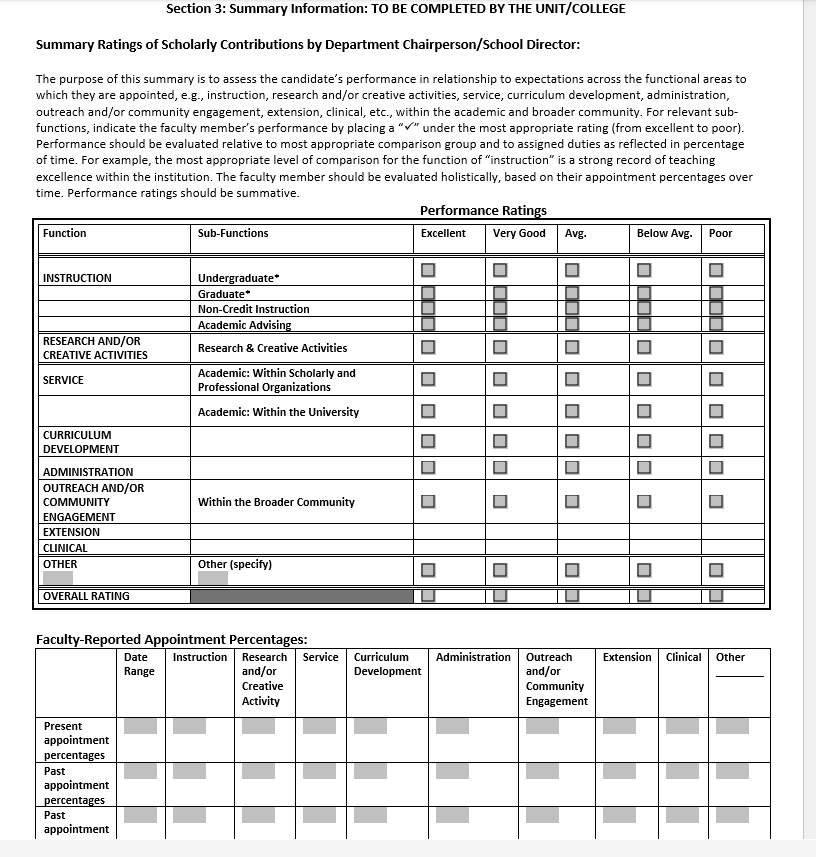 Section 3: Summary Information: TO BE COMPLETED BY THE UNIT/COLLEGE
Summary Ratings of Scholarly Contributions by Department Chairperson/School Director:
The purpose of this summary is to assess the candidate's performance in relationship to expectations across the functional areas to
which they are appointed, e.g., instruction, research and/or creative activities, service, curriculum development, administration,
outreach and/or community engagement, extension, clinical, etc., within the academic and broader community. For relevant sub-
functions, indicate the faculty member's performance by placing a "✓" under the most appropriate rating (from excellent to poor).
Performance should be evaluated relative to most appropriate comparison group and to assigned duties as reflected in percentage
of time. For example, the most appropriate level of comparison for the function of "instruction" is a strong record of teaching
excellence within the institution. The faculty member should be evaluated holistically, based on their appointment percentages over
time. Performance ratings should be summative.
Performance Ratings
Function Sub-Functions Excellent Very Good Avg. Below Avg. Poor
INSTRUCTION Undergraduate*
Graduate*
Non-Credit Instruction
Academic Advising
RESEARCH AND/OR
CREATIVE ACTIVITIES
Research & Creative Activities
SERVICE
Academic: Within Scholarly and
Professional Organizations
Academic: Within the University
CURRICULUM
DEVELOPMENT
ADMINISTRATION
OUTREACH AND/OR
COMMUNITY
ENGAGEMENT
Within the Broader Community
EXTENSION
CLINICAL
OTHER Other (specify)
OVERALL RATING
Faculty-Reported Appointment Percentages:
Date
Range
Instruction
Research
and/or
Creative
Activity
Service
Curriculum
Development
Administration
Outreach
and/or
Community
Engagement
Extension
Clinical
Other
Present
appointment
percentages
Past
appointment
percentages
Past
appointment